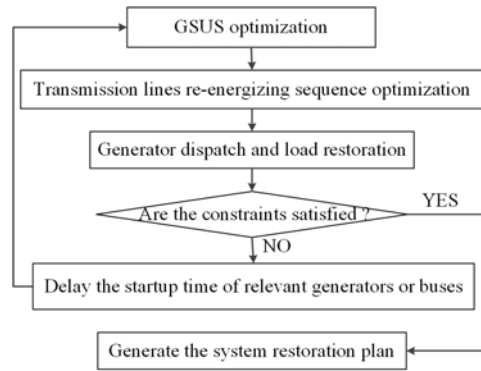 GSUS optimization
Transmission lines re-energizing sequence optimization
Generator dispatch and load restoration
Are the constraints satisfied ?
YES
NO
Delay the startup time of relevant generators or buses
Generate the system restoration plan